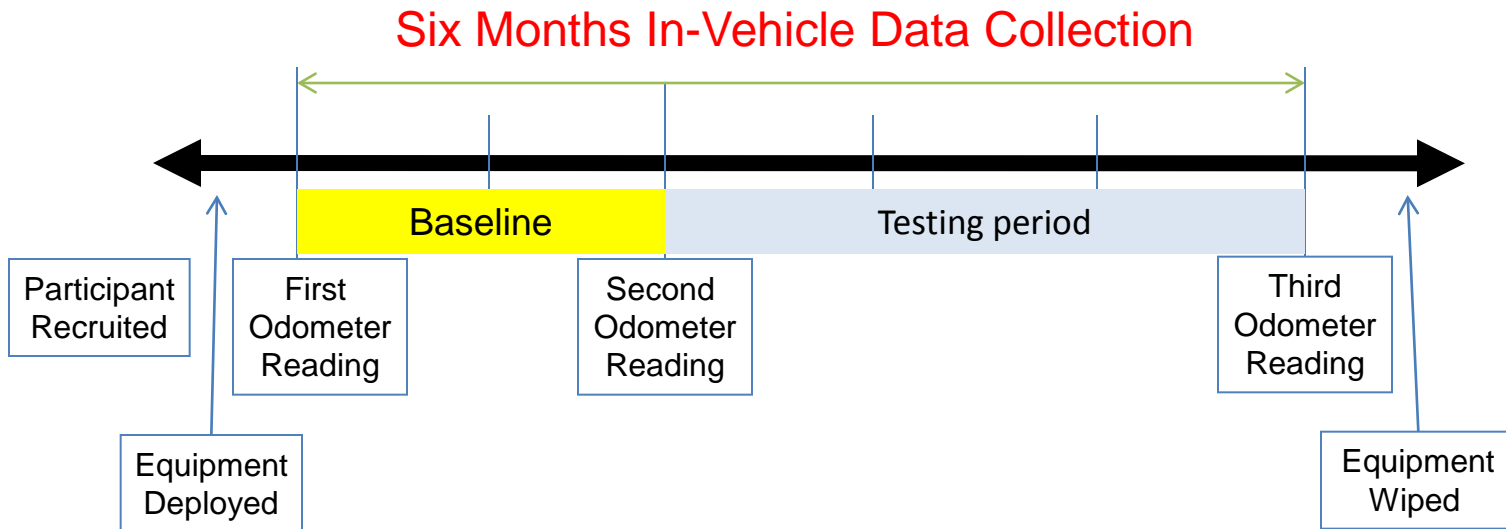 Six Months In-Vehicle Data Collection
Baseline
Testing period
Participant
Recruited
First
Odometer
Reading
Second
Odometer
Reading
Third
Odometer
Reading
Equipment
Deployed
Equipment
Wiped